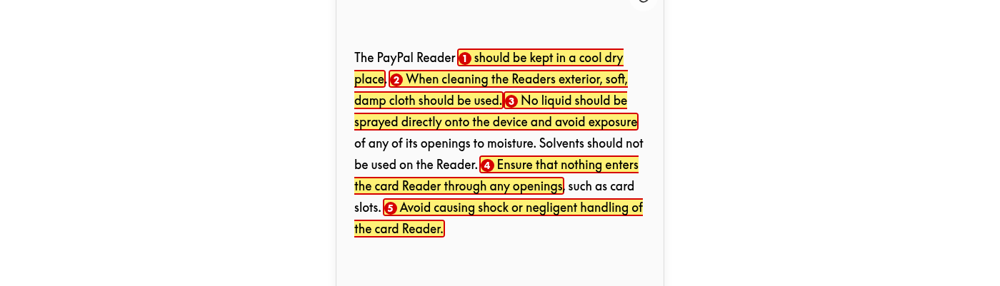 The PayPal Reader 1 should be kept in a cool dry
place. 2 When cleaning the Readers exterior, soft,
damp cloth should be used. 3 No liquid should be
sprayed directly onto the device and avoid exposure
of any of its openings to moisture. Solvents should not
be used on the Reader. 4 Ensure that nothing enters
the card Reader through any openings, such as card
slots. 5 Avoid causing shock or negligent handling of
the card Reader.